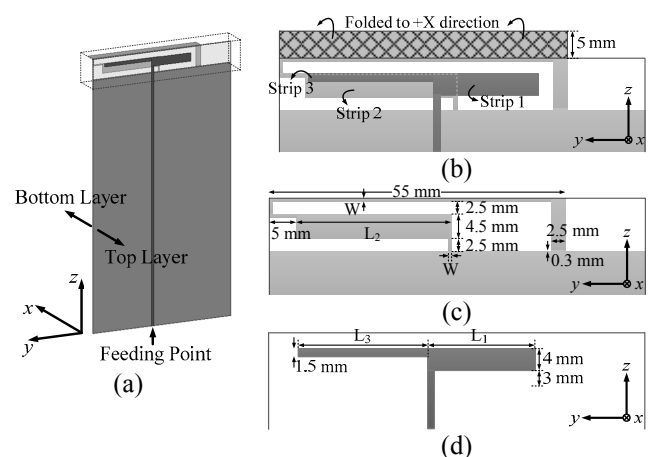 Bottom Layer
Top Layer
z
x
y
Feeding Point
(a)
Folded to +X direction
5 mm
Strip 3
Strip 2
Strip 1
z
y
x
(b)
55 mm
W
2.5 mm
5 mm
L2
4.5 mm
2.5 mm
2.5 mm
W
0.3 mm
z
y
x
(c)
L3
L1
1.5 mm
4 mm
3 mm
z
y
x
(d)